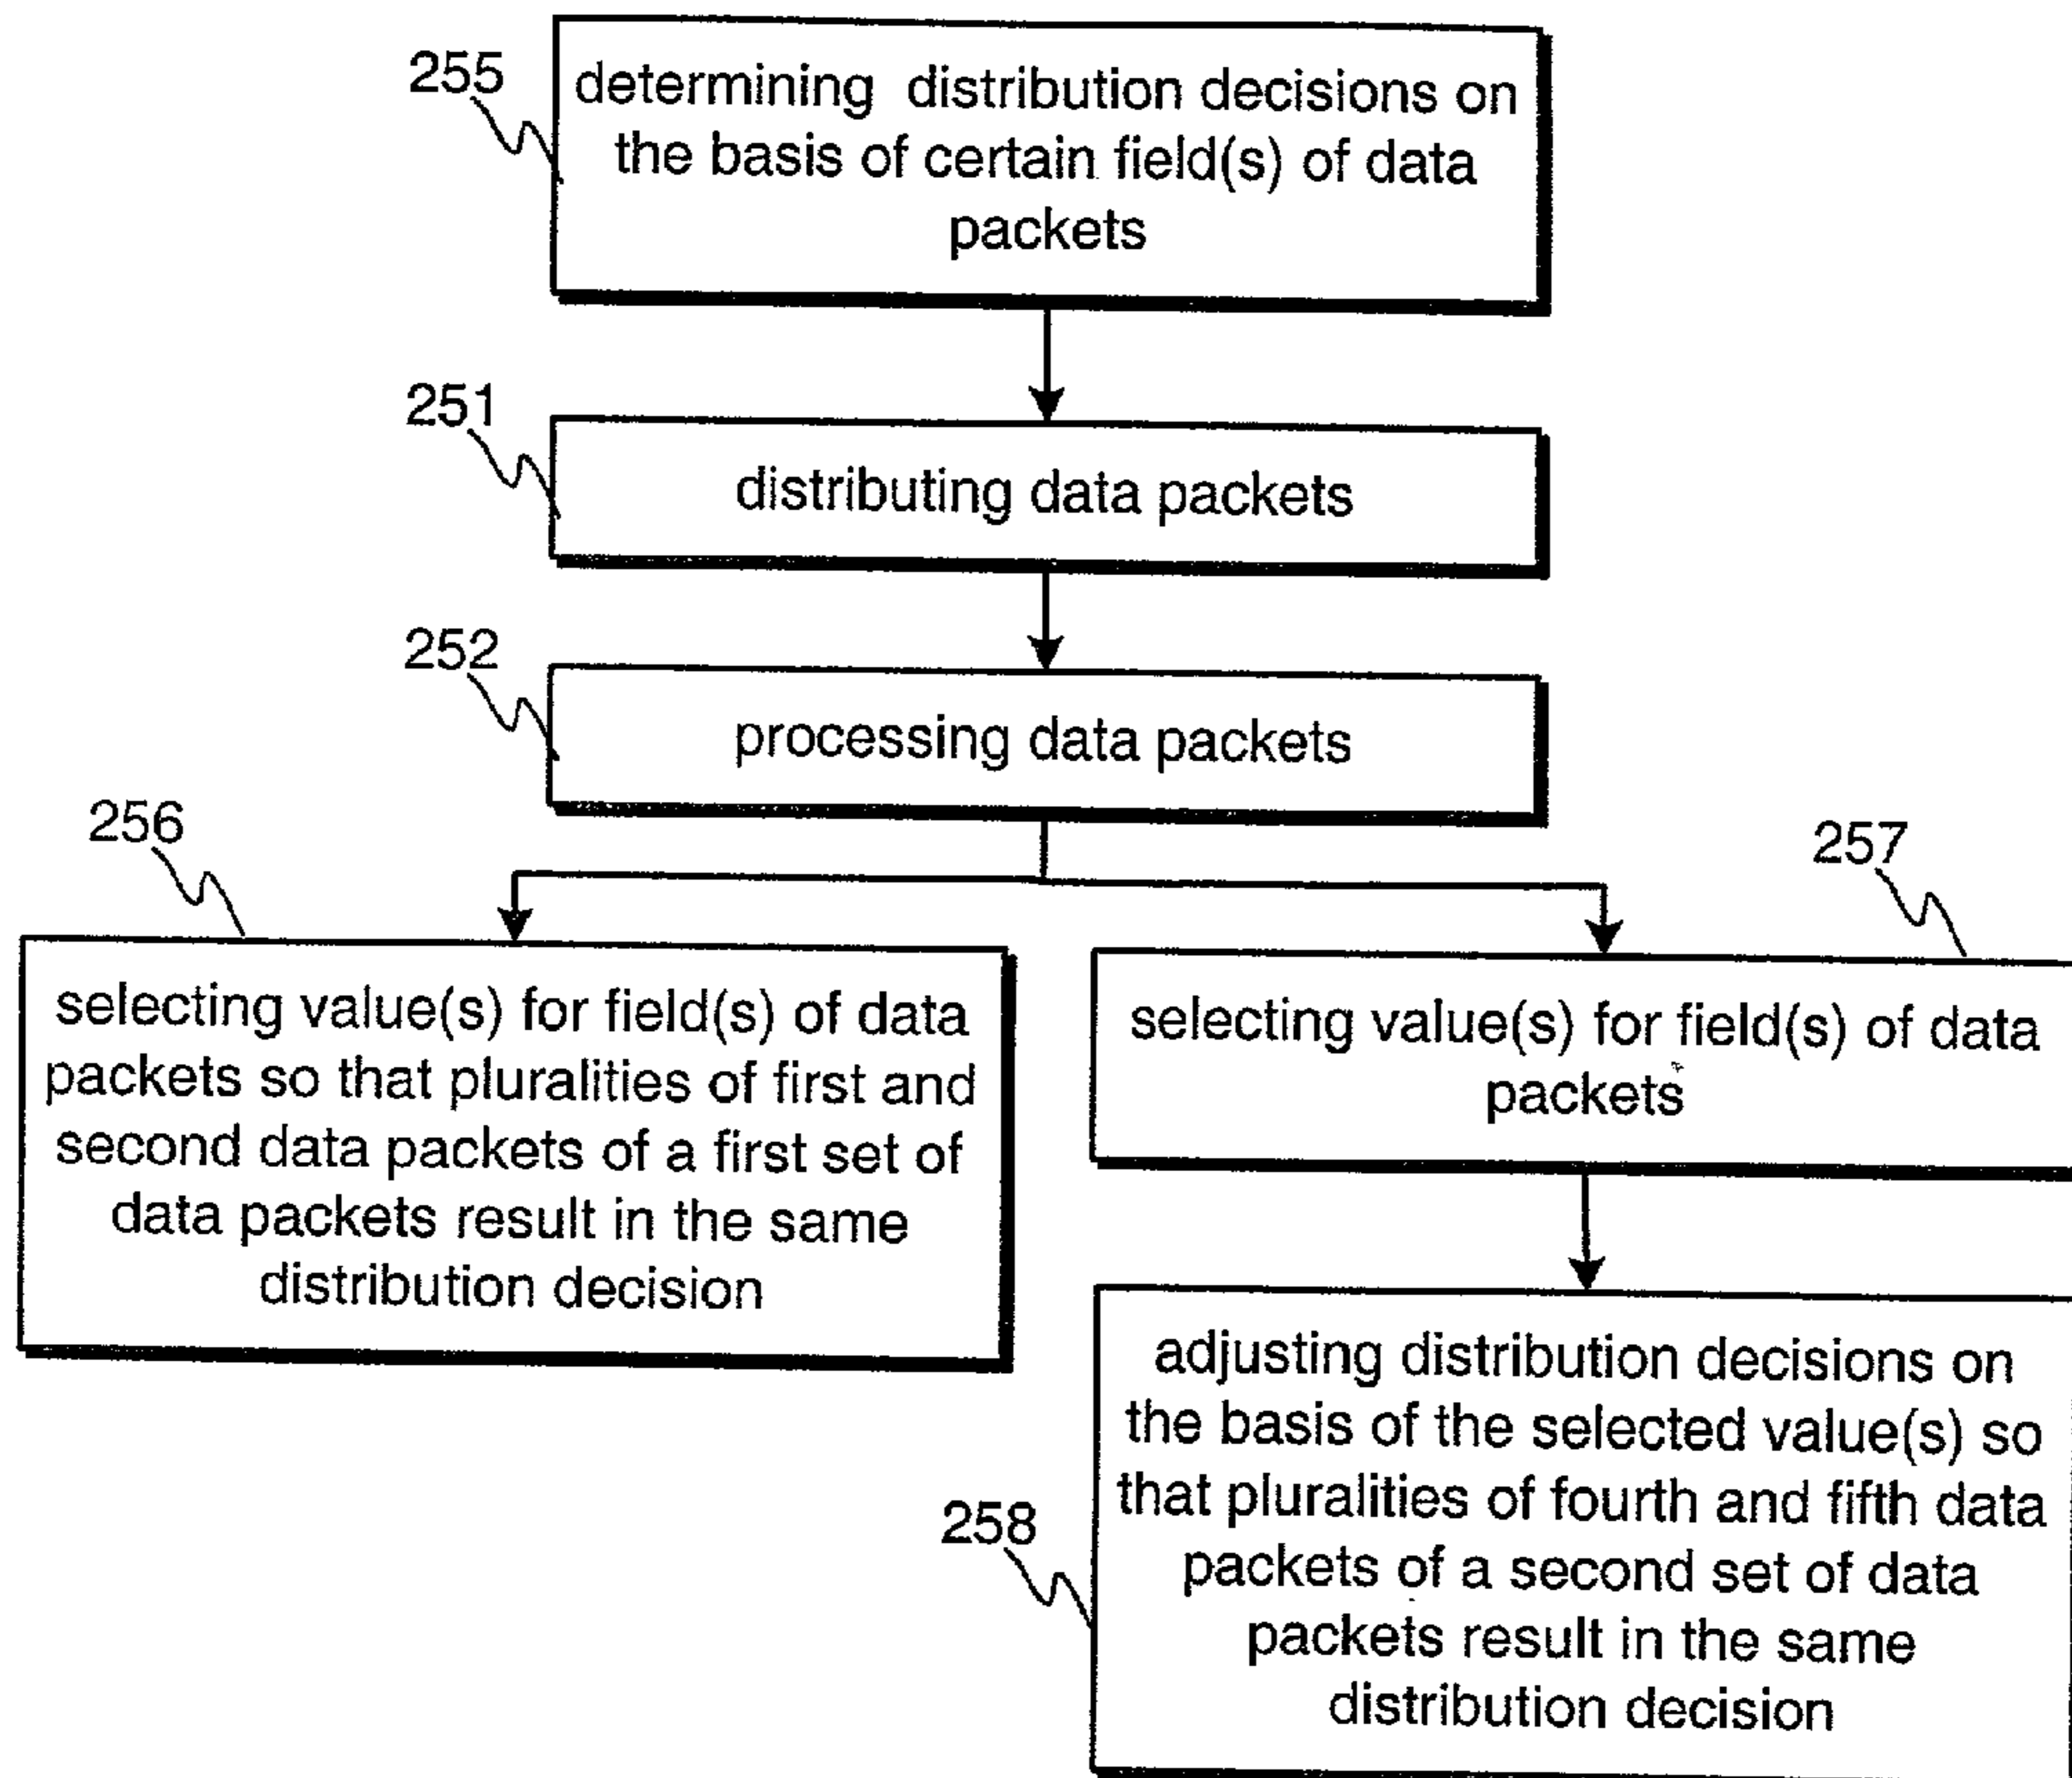 255
determining distribution decisions on
the basis of certain field(s) of data
packets
251
distributing data packets
252
processing data packets
256
selecting value(s) for field(s) of data
packets so that pluralities of first and
second data packets of a first set of
data packets result in the same
distribution decision
257
selecting value(s) for field(s) of data
packets
258
adjusting distribution decisions on
the basis of the selected value(s) so
that pluralities of fourth and fifth data
packets of a second set of data
packets result in the same
distribution decision